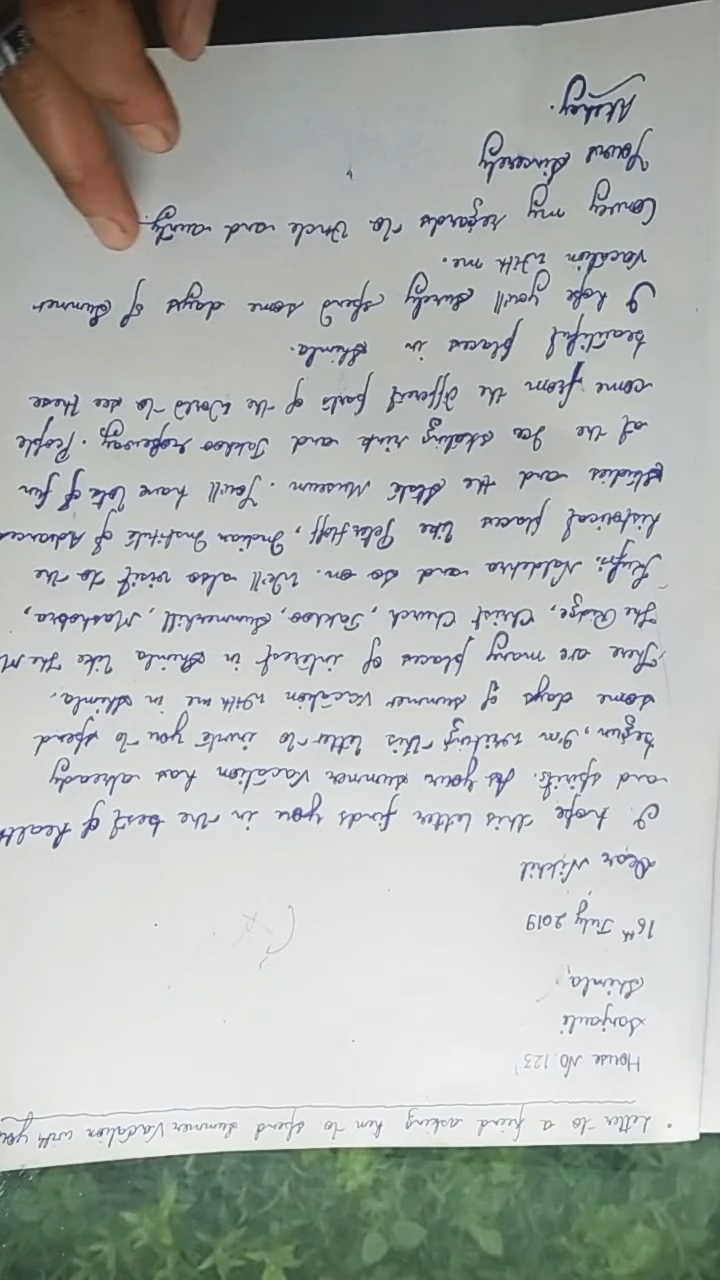 • Letter to a friend asking him to spend summer vacation with you
House No. 123
Sanjauli
Shimla,
16th July 2019
Dear Nikhil
I hope this letter finds you in the best of health
and spirit. As your summer vacation has already
begun, I'm writing this letter to invite you to spend
some days of summer vacation with me in Shimla.
There are many places of interest in Shimla like The M
The Ridge, Christ Church, Jakhoo, Summerhill, Mashobra,
Kufri, Naldehra and so on. We'll also visit to the
historical places like Peterhoff, Indian Institute of Advanced
studies and the State Museum. You'll have lots of fun
at the Ice skating rink and Jakhoo ropeway. People
come from the different parts of the world to see these
beautiful places in Shimla.
I hope you'll surely spend some days of summer
vacation with me.
Convey my regards to Uncle and aunty.
Yours sincerely
Akshay.